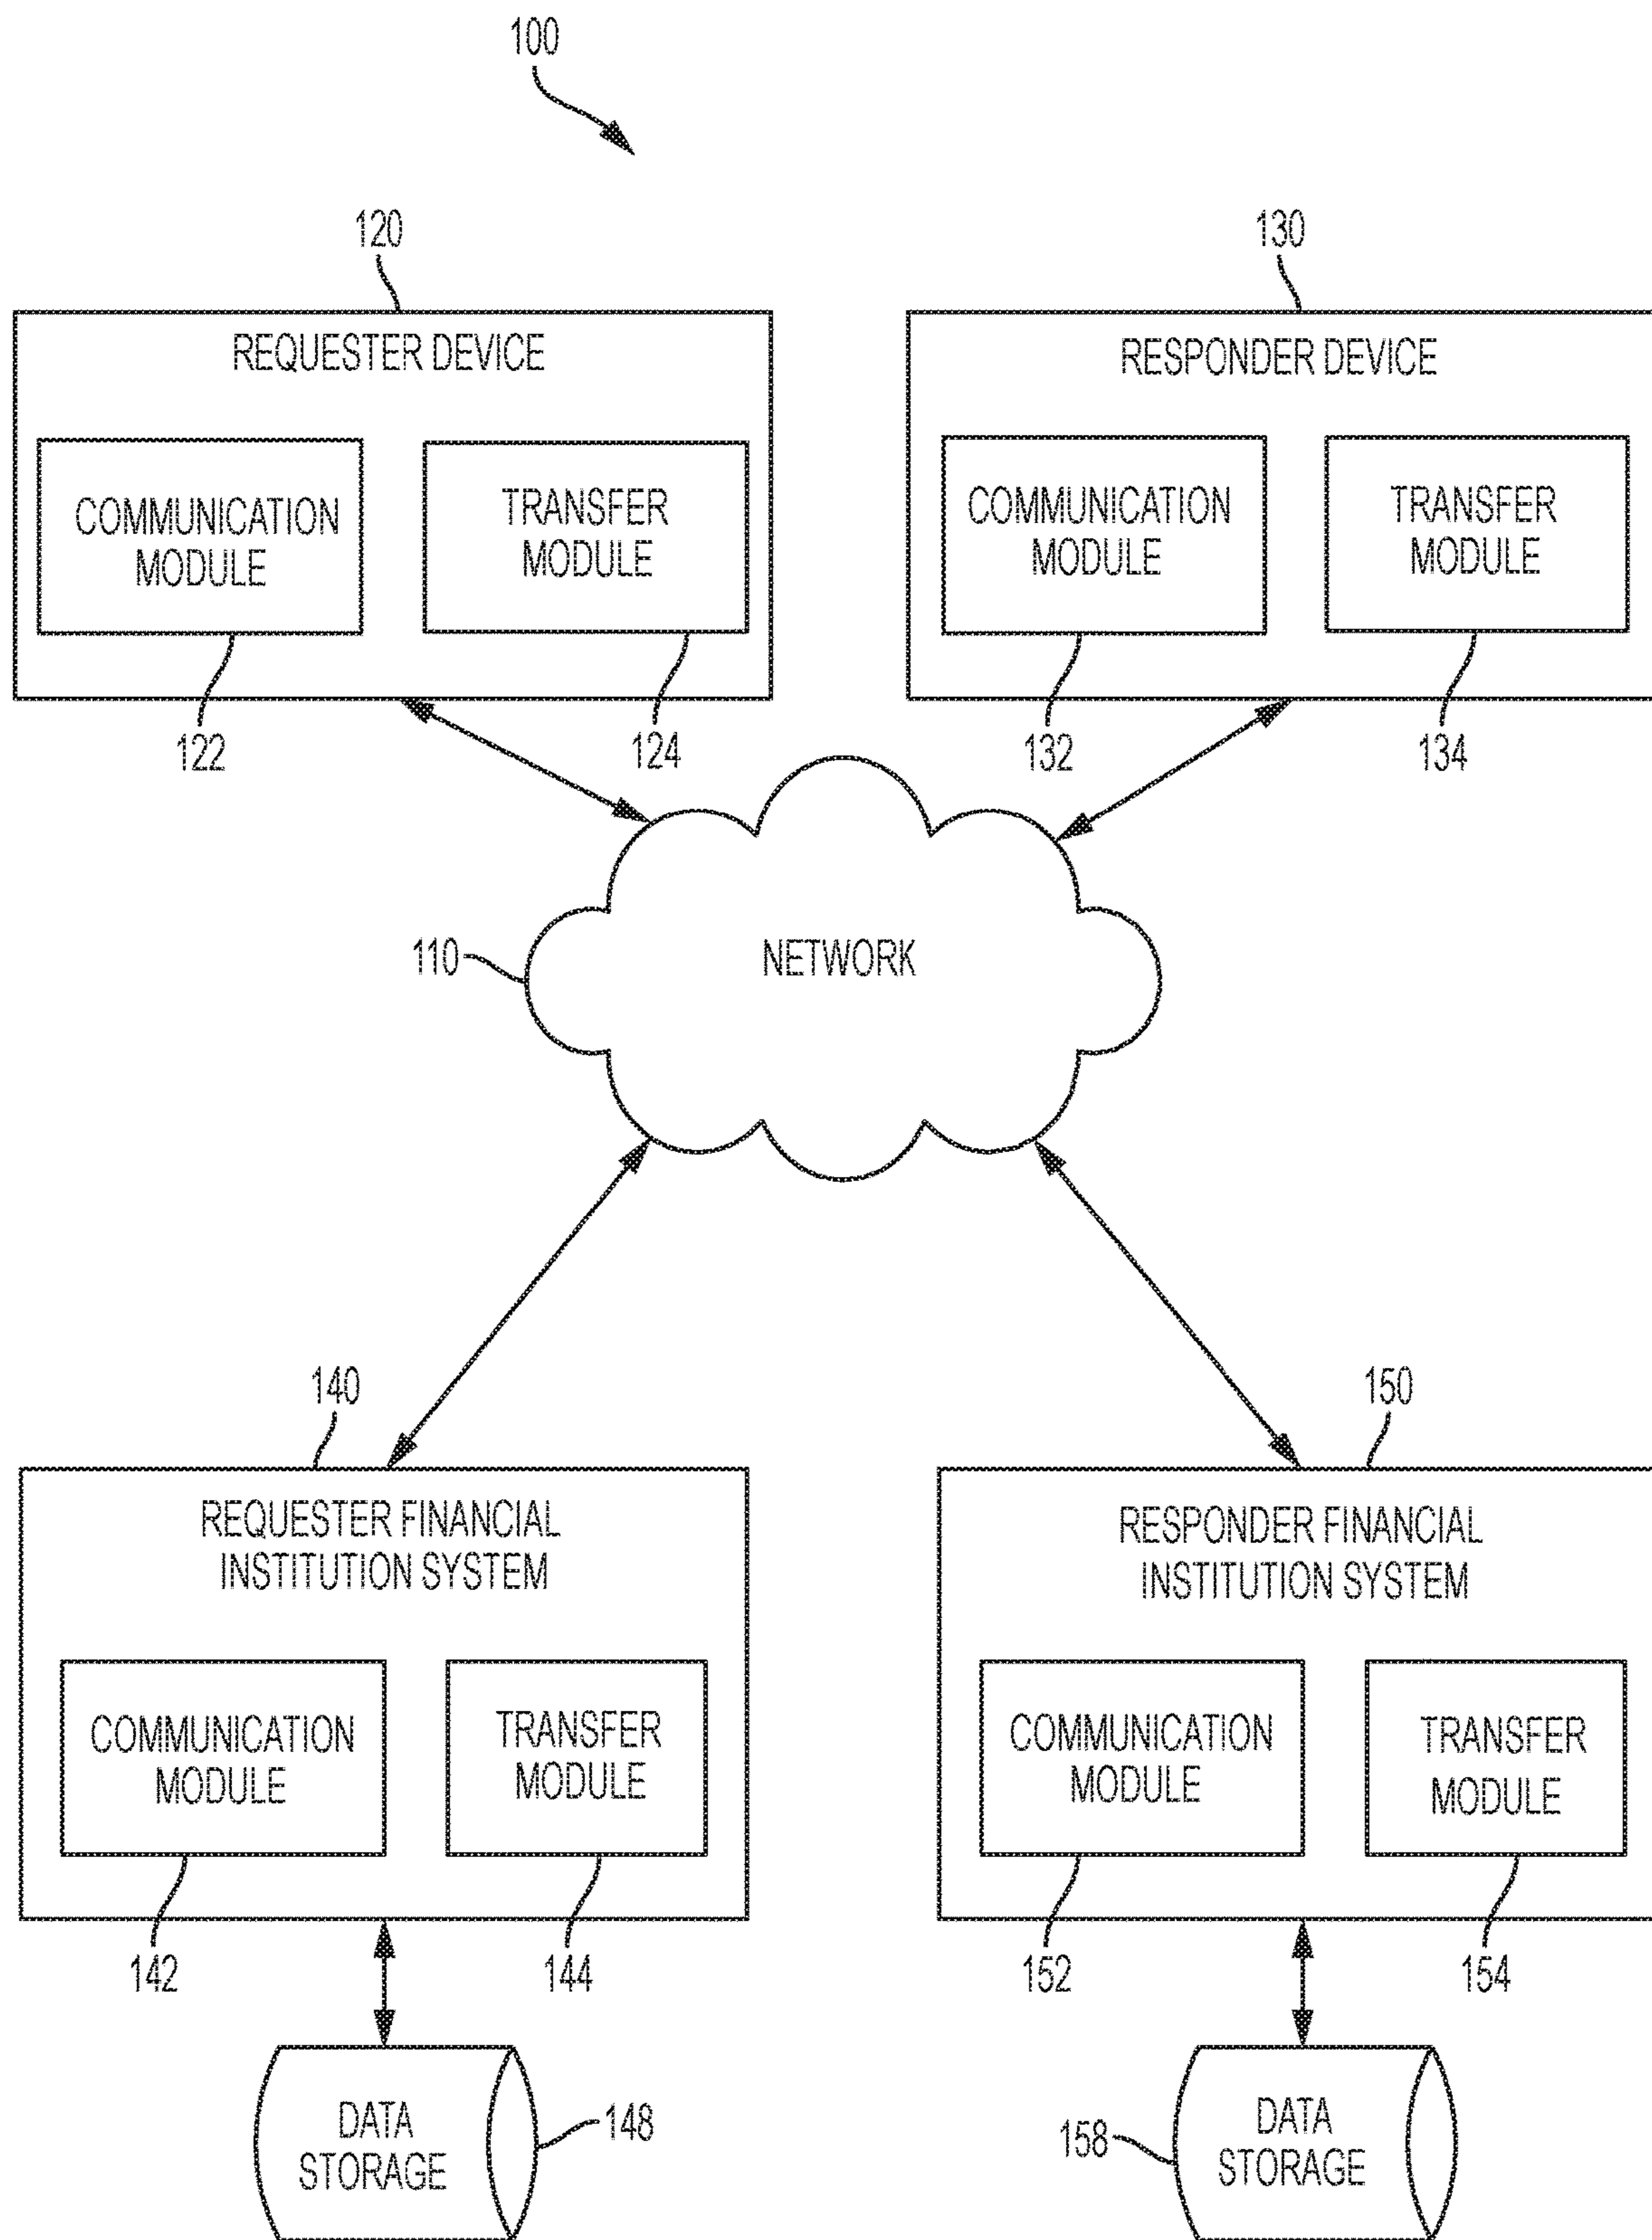 100
120
130
REQUESTER DEVICE
RESPONDER DEVICE
COMMUNICATION
MODULE
TRANSFER
MODULE
COMMUNICATION
MODULE
TRANSFER
MODULE
122
124
132
134
110
NETWORK
140
150
REQUESTER FINANCIAL
INSTITUTION SYSTEM
RESPONDER FINANCIAL
INSTITUTION SYSTEM
COMMUNICATION
MODULE
TRANSFER
MODULE
COMMUNICATION
MODULE
TRANSFER
MODULE
142
144
152
154
DATA
STORAGE
148
158
DATA
STORAGE